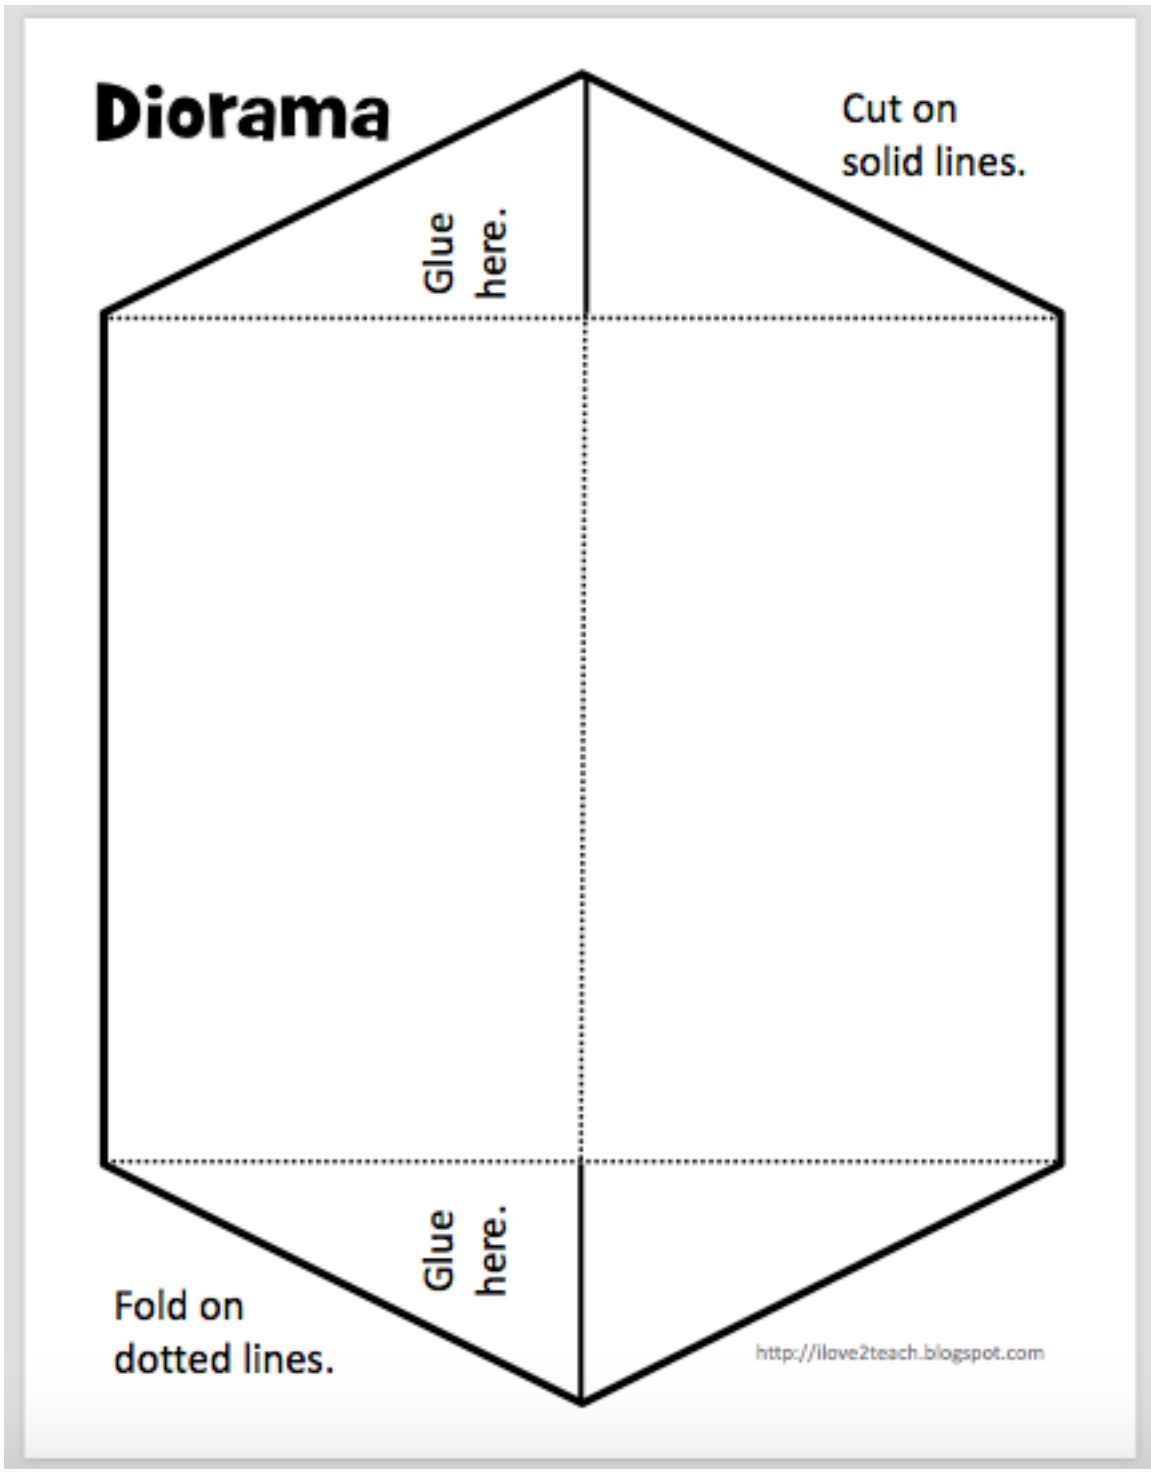 Diorama
Cut on
solid lines.
Glue
here.
Glue
here.
Fold on
dotted lines.
http://ilove2teach.blogspot.com